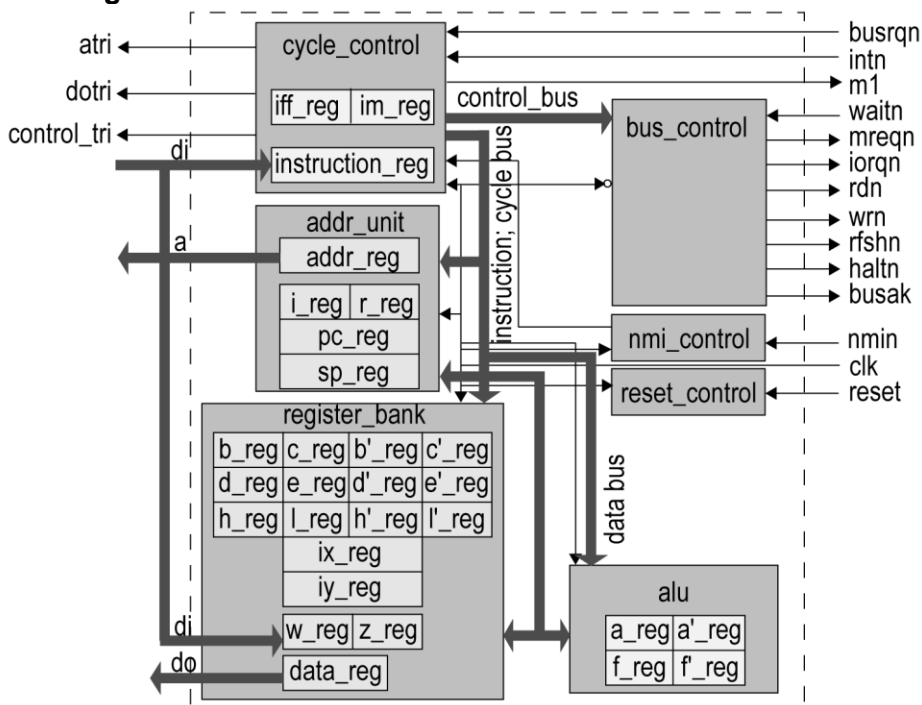 atri
dotri
control_tri
di
a
di
do
cycle_control
iff_reg im_reg
instruction_reg
addr_unit
addr_reg
i_reg r_reg
pc_reg
sp_reg
register_bank
b_reg c_reg b'_reg c'_reg
d_reg e_reg d'_reg e'_reg
h_reg l_reg h'_reg l'_reg
ix_reg
iy_reg
w_reg z_reg
data_reg
control_bus
instruction; cycle bus
data bus
bus_control
nmi_control
reset_control
alu
a_reg a'_reg
f_reg f'_reg
busrqn
intn
m1
waitn
mreqn
iorqn
rdn
wrn
rfshn
haltn
busak
nmin
clk
reset